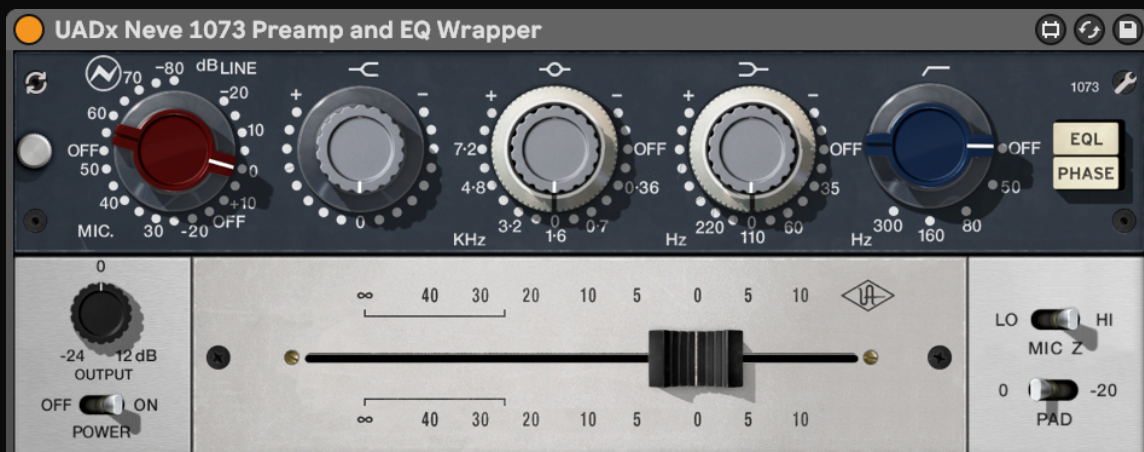 UADx Neve 1073 Preamp and EQ Wrapper
-80 dB LINE
70 -20
60 10
OFF 0
50 +10
40 OFF
MIC. 30 -20
+ -
0
+ -
7·2 OFF
4·8 0·36
KHz 3·2 0 0·7
1·6
+ -
OFF
35
Hz 220 0 60
110
OFF
50
Hz 300 80
160
1073
EQL
PHASE
0
-24 12 dB
OUTPUT
OFF ON
POWER
∞ 40 30 20 10 5 0 5 10
∞ 40 30 20 10 5 0 5 10
LO HI
MIC Z
0 -20
PAD